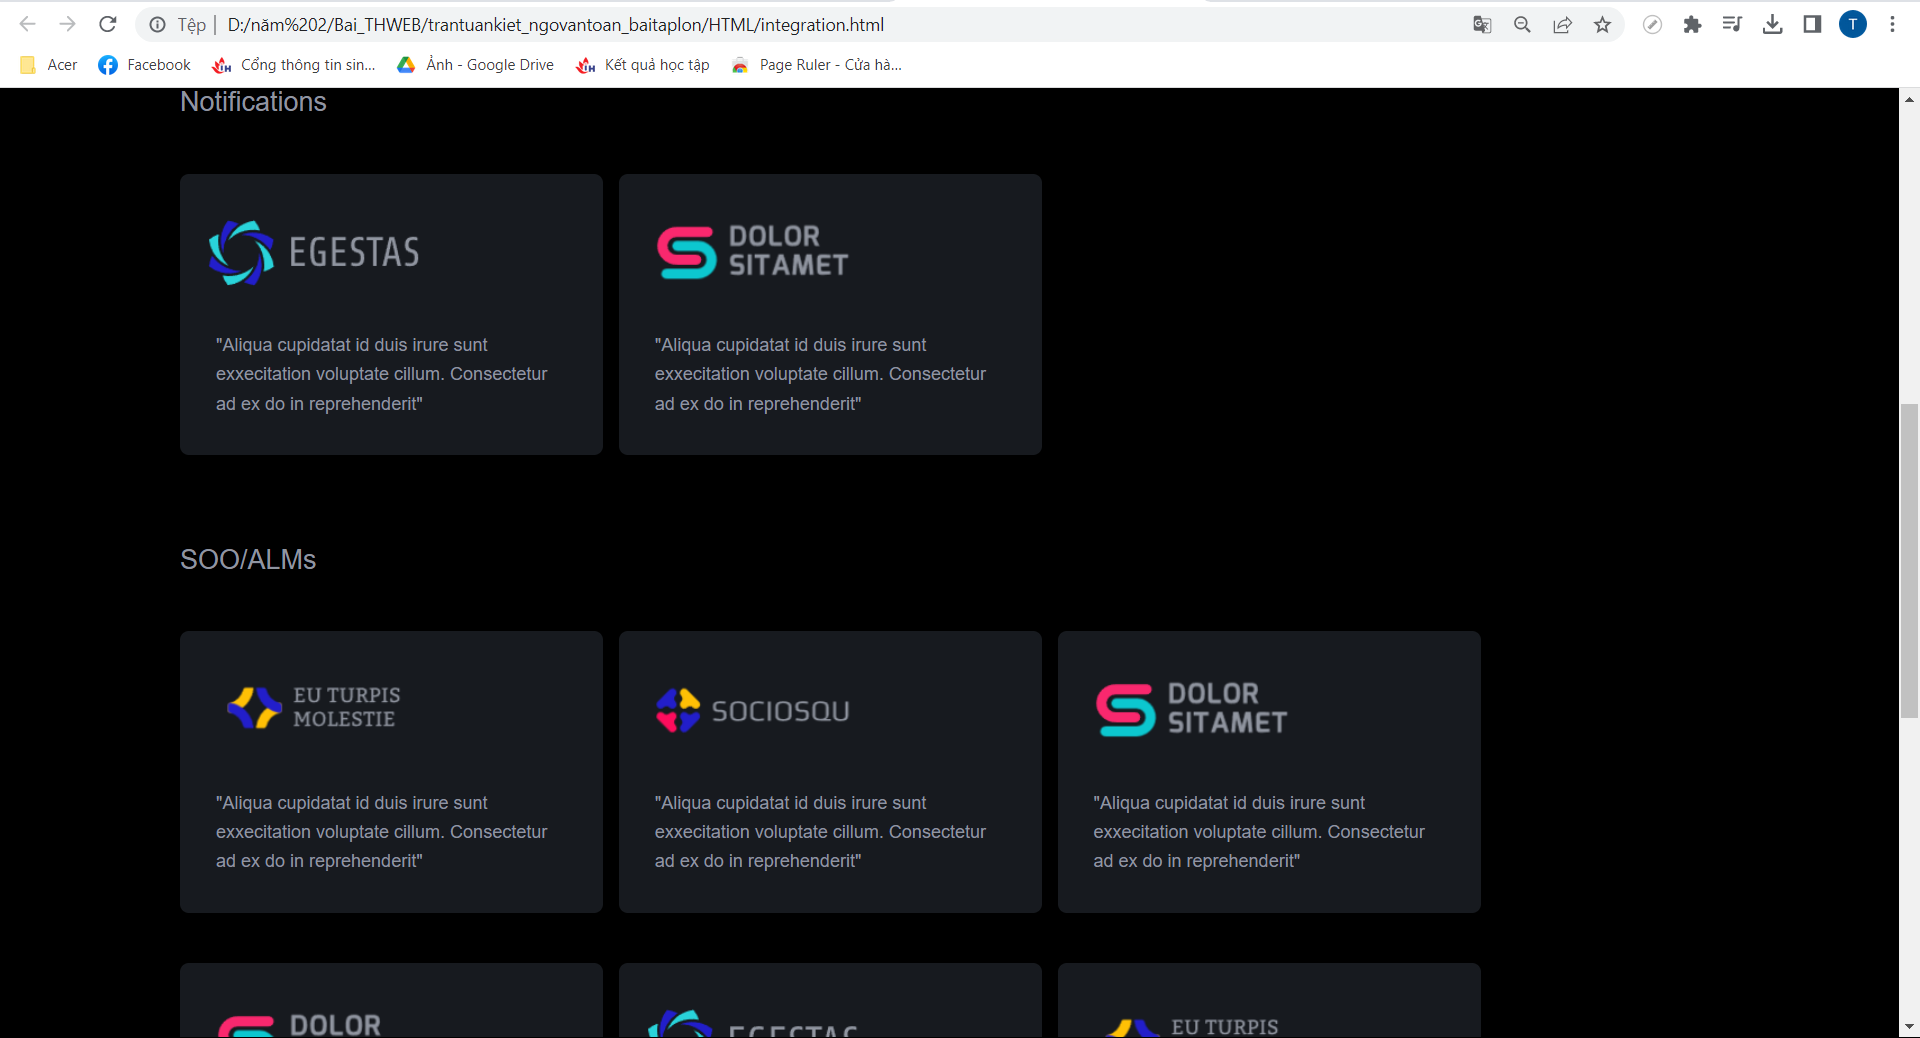 Tệp | D:/năm%202/Bai_THWEB/trantuankiet_ngovantoan_baitaplon/HTML/integration.html
T
Acer Facebook Cổng thông tin sin... Ảnh - Google Drive Kết quả học tập Page Ruler - Cửa hà...
Notifications
EGESTAS
DOLOR
SITAMET
"Aliqua cupidatat id duis irure sunt
exxecitation voluptate cillum. Consectetur
ad ex do in reprehenderit"
"Aliqua cupidatat id duis irure sunt
exxecitation voluptate cillum. Consectetur
ad ex do in reprehenderit"
SOO/ALMs
EU TURPIS
MOLESTIE
SOCIOSQU
DOLOR
SITAMET
"Aliqua cupidatat id duis irure sunt
exxecitation voluptate cillum. Consectetur
ad ex do in reprehenderit"
"Aliqua cupidatat id duis irure sunt
exxecitation voluptate cillum. Consectetur
ad ex do in reprehenderit"
"Aliqua cupidatat id duis irure sunt
exxecitation voluptate cillum. Consectetur
ad ex do in reprehenderit"
DOLOR
EGESTAS
EU TURPIS